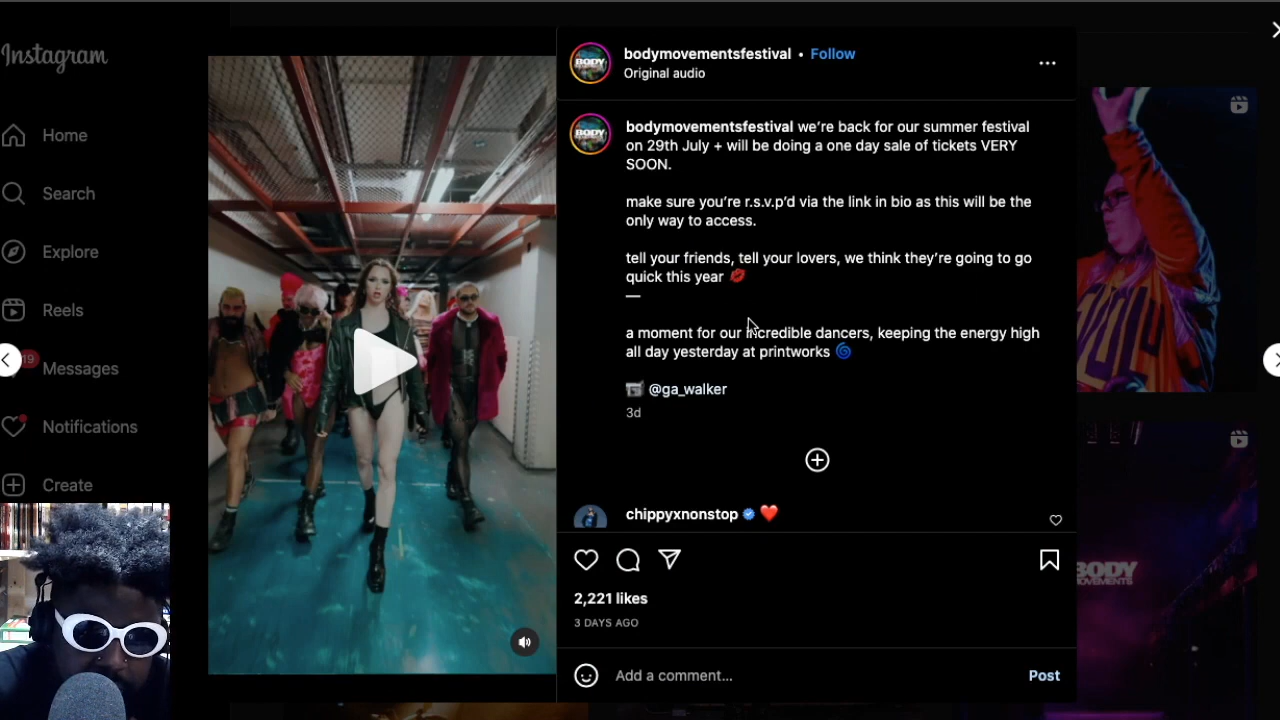 Instagram
Home
Search
Explore
Reels
19
Messages
Notifications
Create
bodymovementsfestival • Follow
Original audio
BODY
BODY
bodymovementsfestival we're back for our summer festival
on 29th July + will be doing a one day sale of tickets VERY
SOON.
make sure you're r.s.v.p'd via the link in bio as this will be the
only way to access.
tell your friends, tell your lovers, we think they're going to go
quick this year 💋
—
a moment for our incredible dancers, keeping the energy high
all day yesterday at printworks 🌀
📹 @ga_walker
3d
chippyxnonstop ❤️
2,221 likes
3 DAYS AGO
Add a comment...
Post
BODY
MOVEMENTS